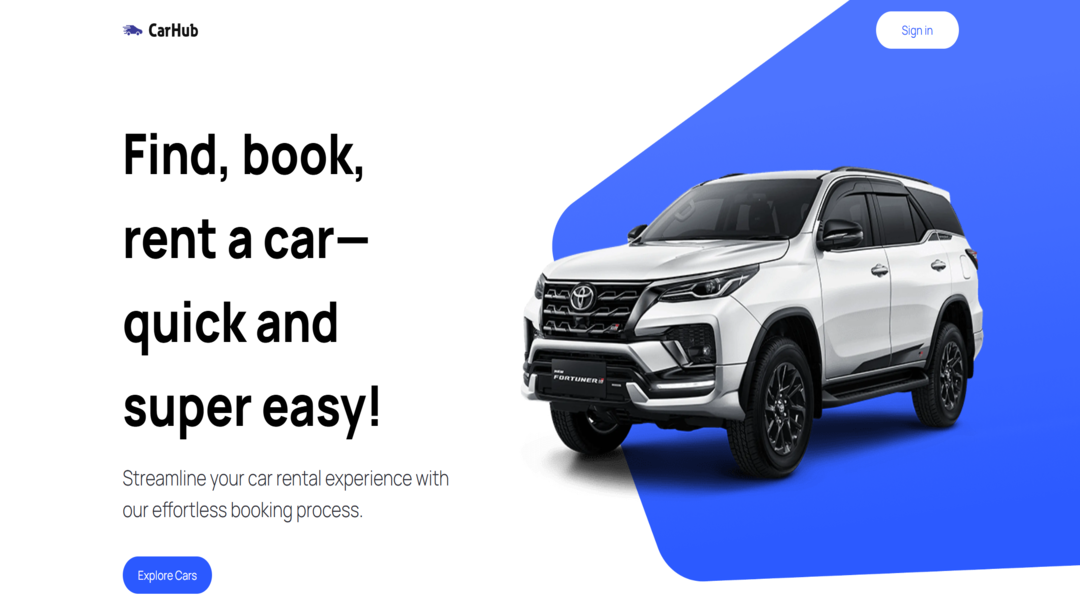 CarHub
Sign in
Find, book,
rent a car—
quick and
super easy!
Streamline your car rental experience with
our effortless booking process.
Explore Cars
FORTUNER